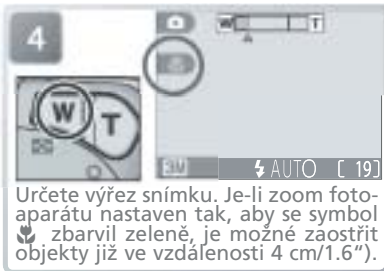 4
W T
W T
3M
AUTO [ 19]
Určete výřez snímku. Je-li zoom foto-
aparátu nastaven tak, aby se symbol
zbarvil zeleně, je možné zaostřit
objekty již ve vzdálenosti 4 cm/1.6“).